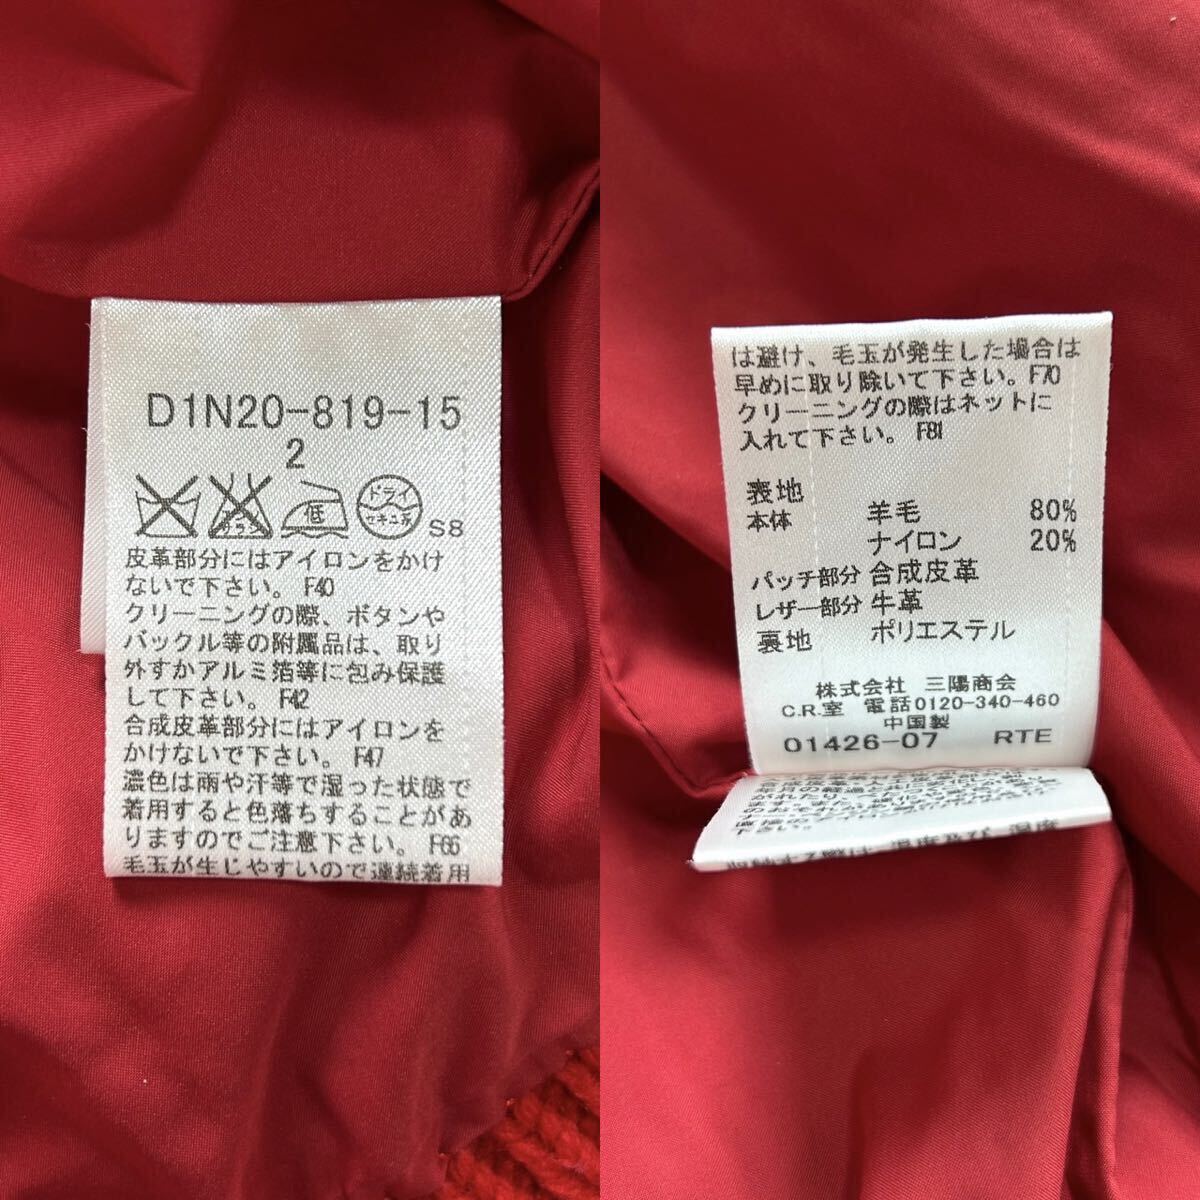 D1N20-819-15
2
エンソサラシ
低
ドライ
セキユ系
S8
皮革部分にはアイロンをかけ
ないで下さい。F40
クリーニングの際、ボタンや
バックル等の附属品は、取り
外すかアルミ箔等に包み保護
して下さい。F42
合成皮革部分にはアイロンを
かけないで下さい。F47
濃色は雨や汗等で湿った状態で
着用すると色落ちすることがあ
りますのでご注意下さい。F66
毛玉が生じやすいので連続着用
は避け、毛玉が発生した場合は
早めに取り除いて下さい。F70
クリーニングの際はネットに
入れて下さい。F81
表地
本体 羊毛 80%
ナイロン 20%
パッチ部分 合成皮革
レザー部分 牛革
裏地 ポリエステル
株式会社 三陽商会
C.R.室 電話0120-340-460
中国製
01426-07 RTE
下さい。